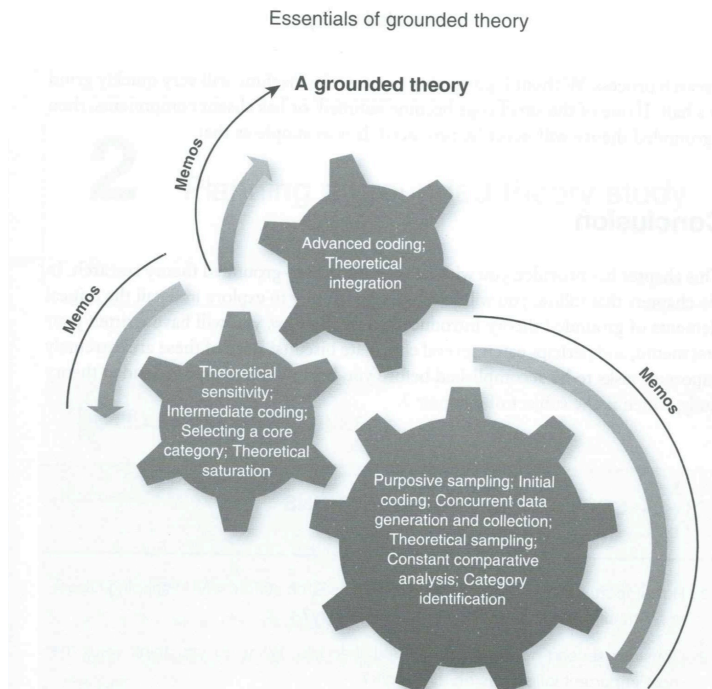 Essentials of grounded theory
A grounded theory
Memos
Advanced coding;
Theoretical
integration
Memos
Theoretical
sensitivity;
Intermediate coding;
Selecting a core
category; Theoretical
saturation
Memos
Purposive sampling; Initial
coding; Concurrent data
generation and collection;
Theoretical sampling;
Constant comparative
analysis; Category
identification